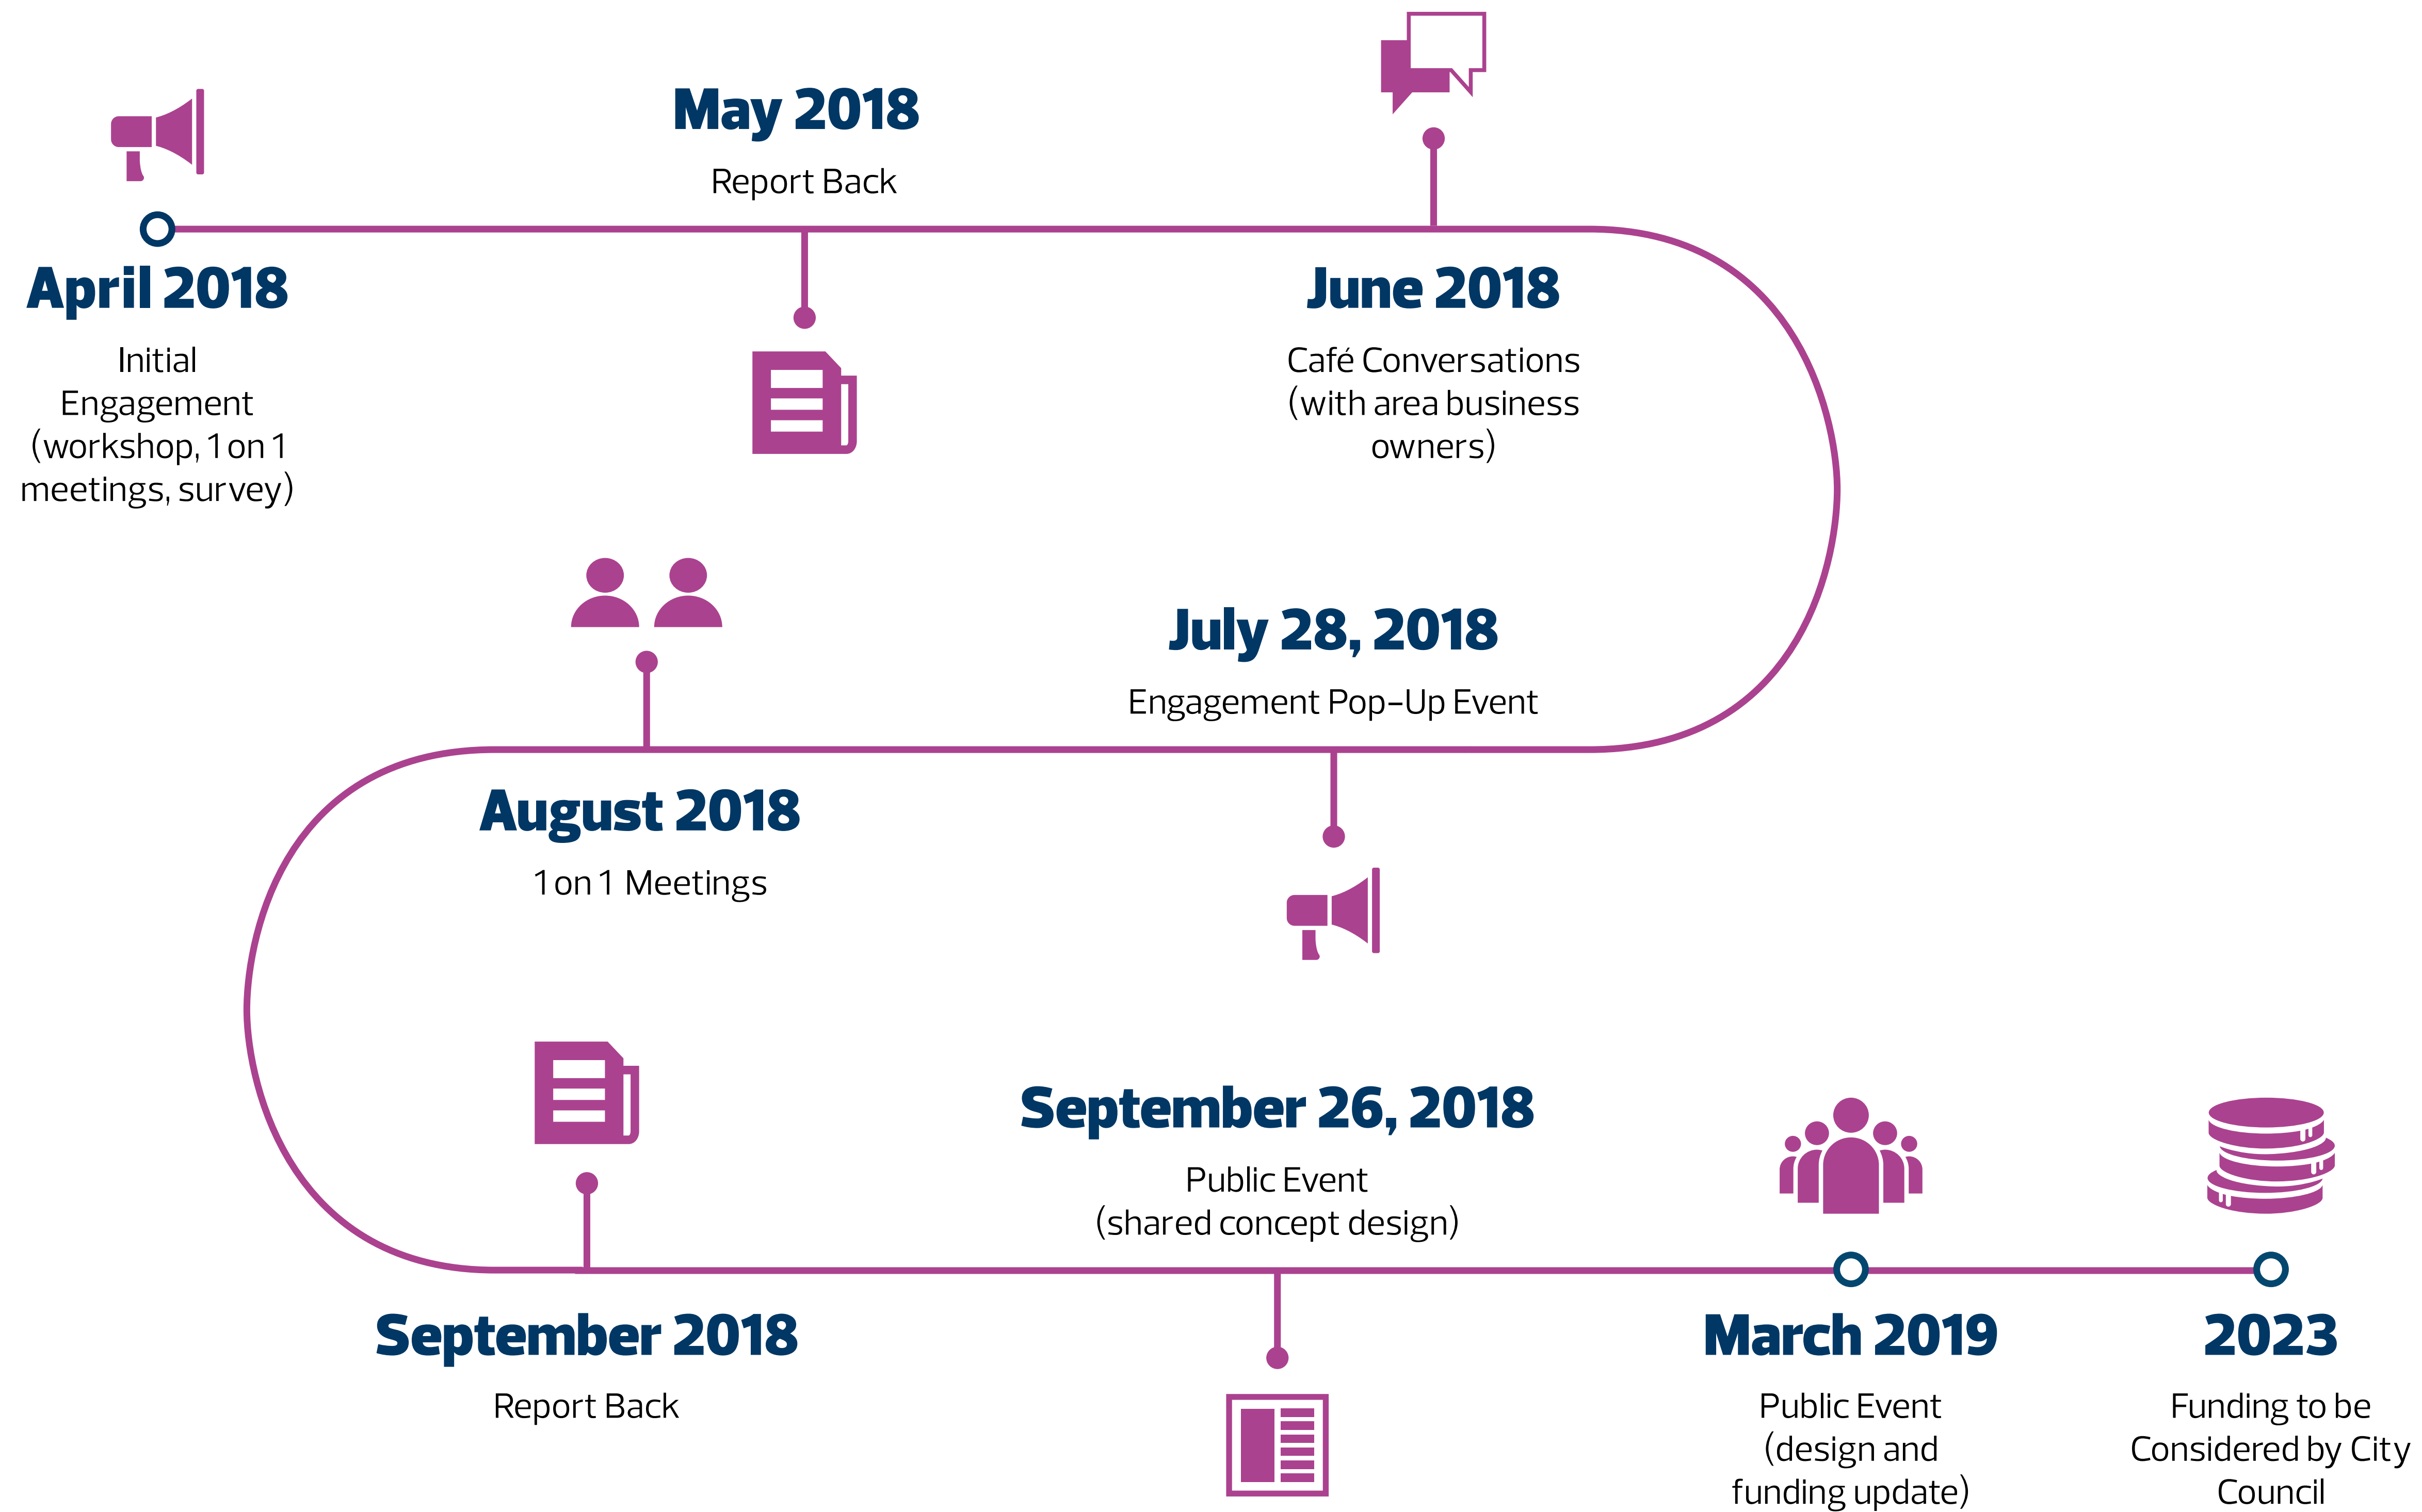 April 2018
Initial
Engagement
(workshop, 1 on 1
meetings, survey)
May 2018
Report Back
June 2018
Café Conversations
(with area business
owners)
July 28, 2018
Engagement Pop-Up Event
August 2018
1 on 1 Meetings
September 2018
Report Back
September 26, 2018
Public Event
(shared concept design)
March 2019
Public Event
(design and
funding update)
2023
Funding to be
Considered by City
Council